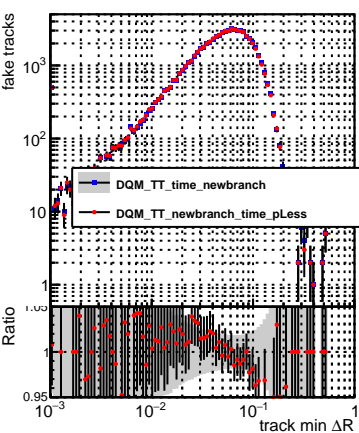 fake tracks
10³
10²
10
1
DQM_TT_time_newbranch
DQM_TT_newbranch_time_pLess
Ratio
1.05
1
0.95
10⁻³ 10⁻² 10⁻¹ 1
track min ΔR